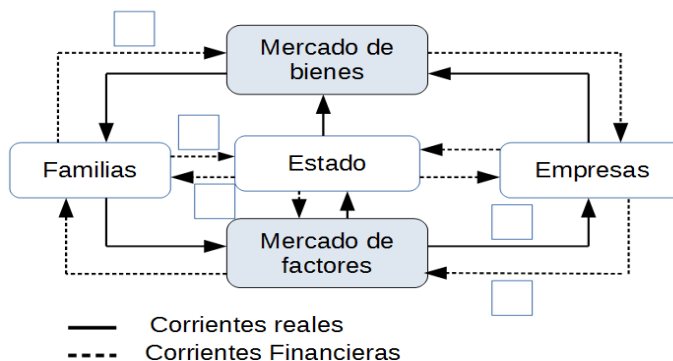 Mercado de
bienes
Familias
Estado
Empresas
Mercado de
factores
Corrientes reales
Corrientes Financieras